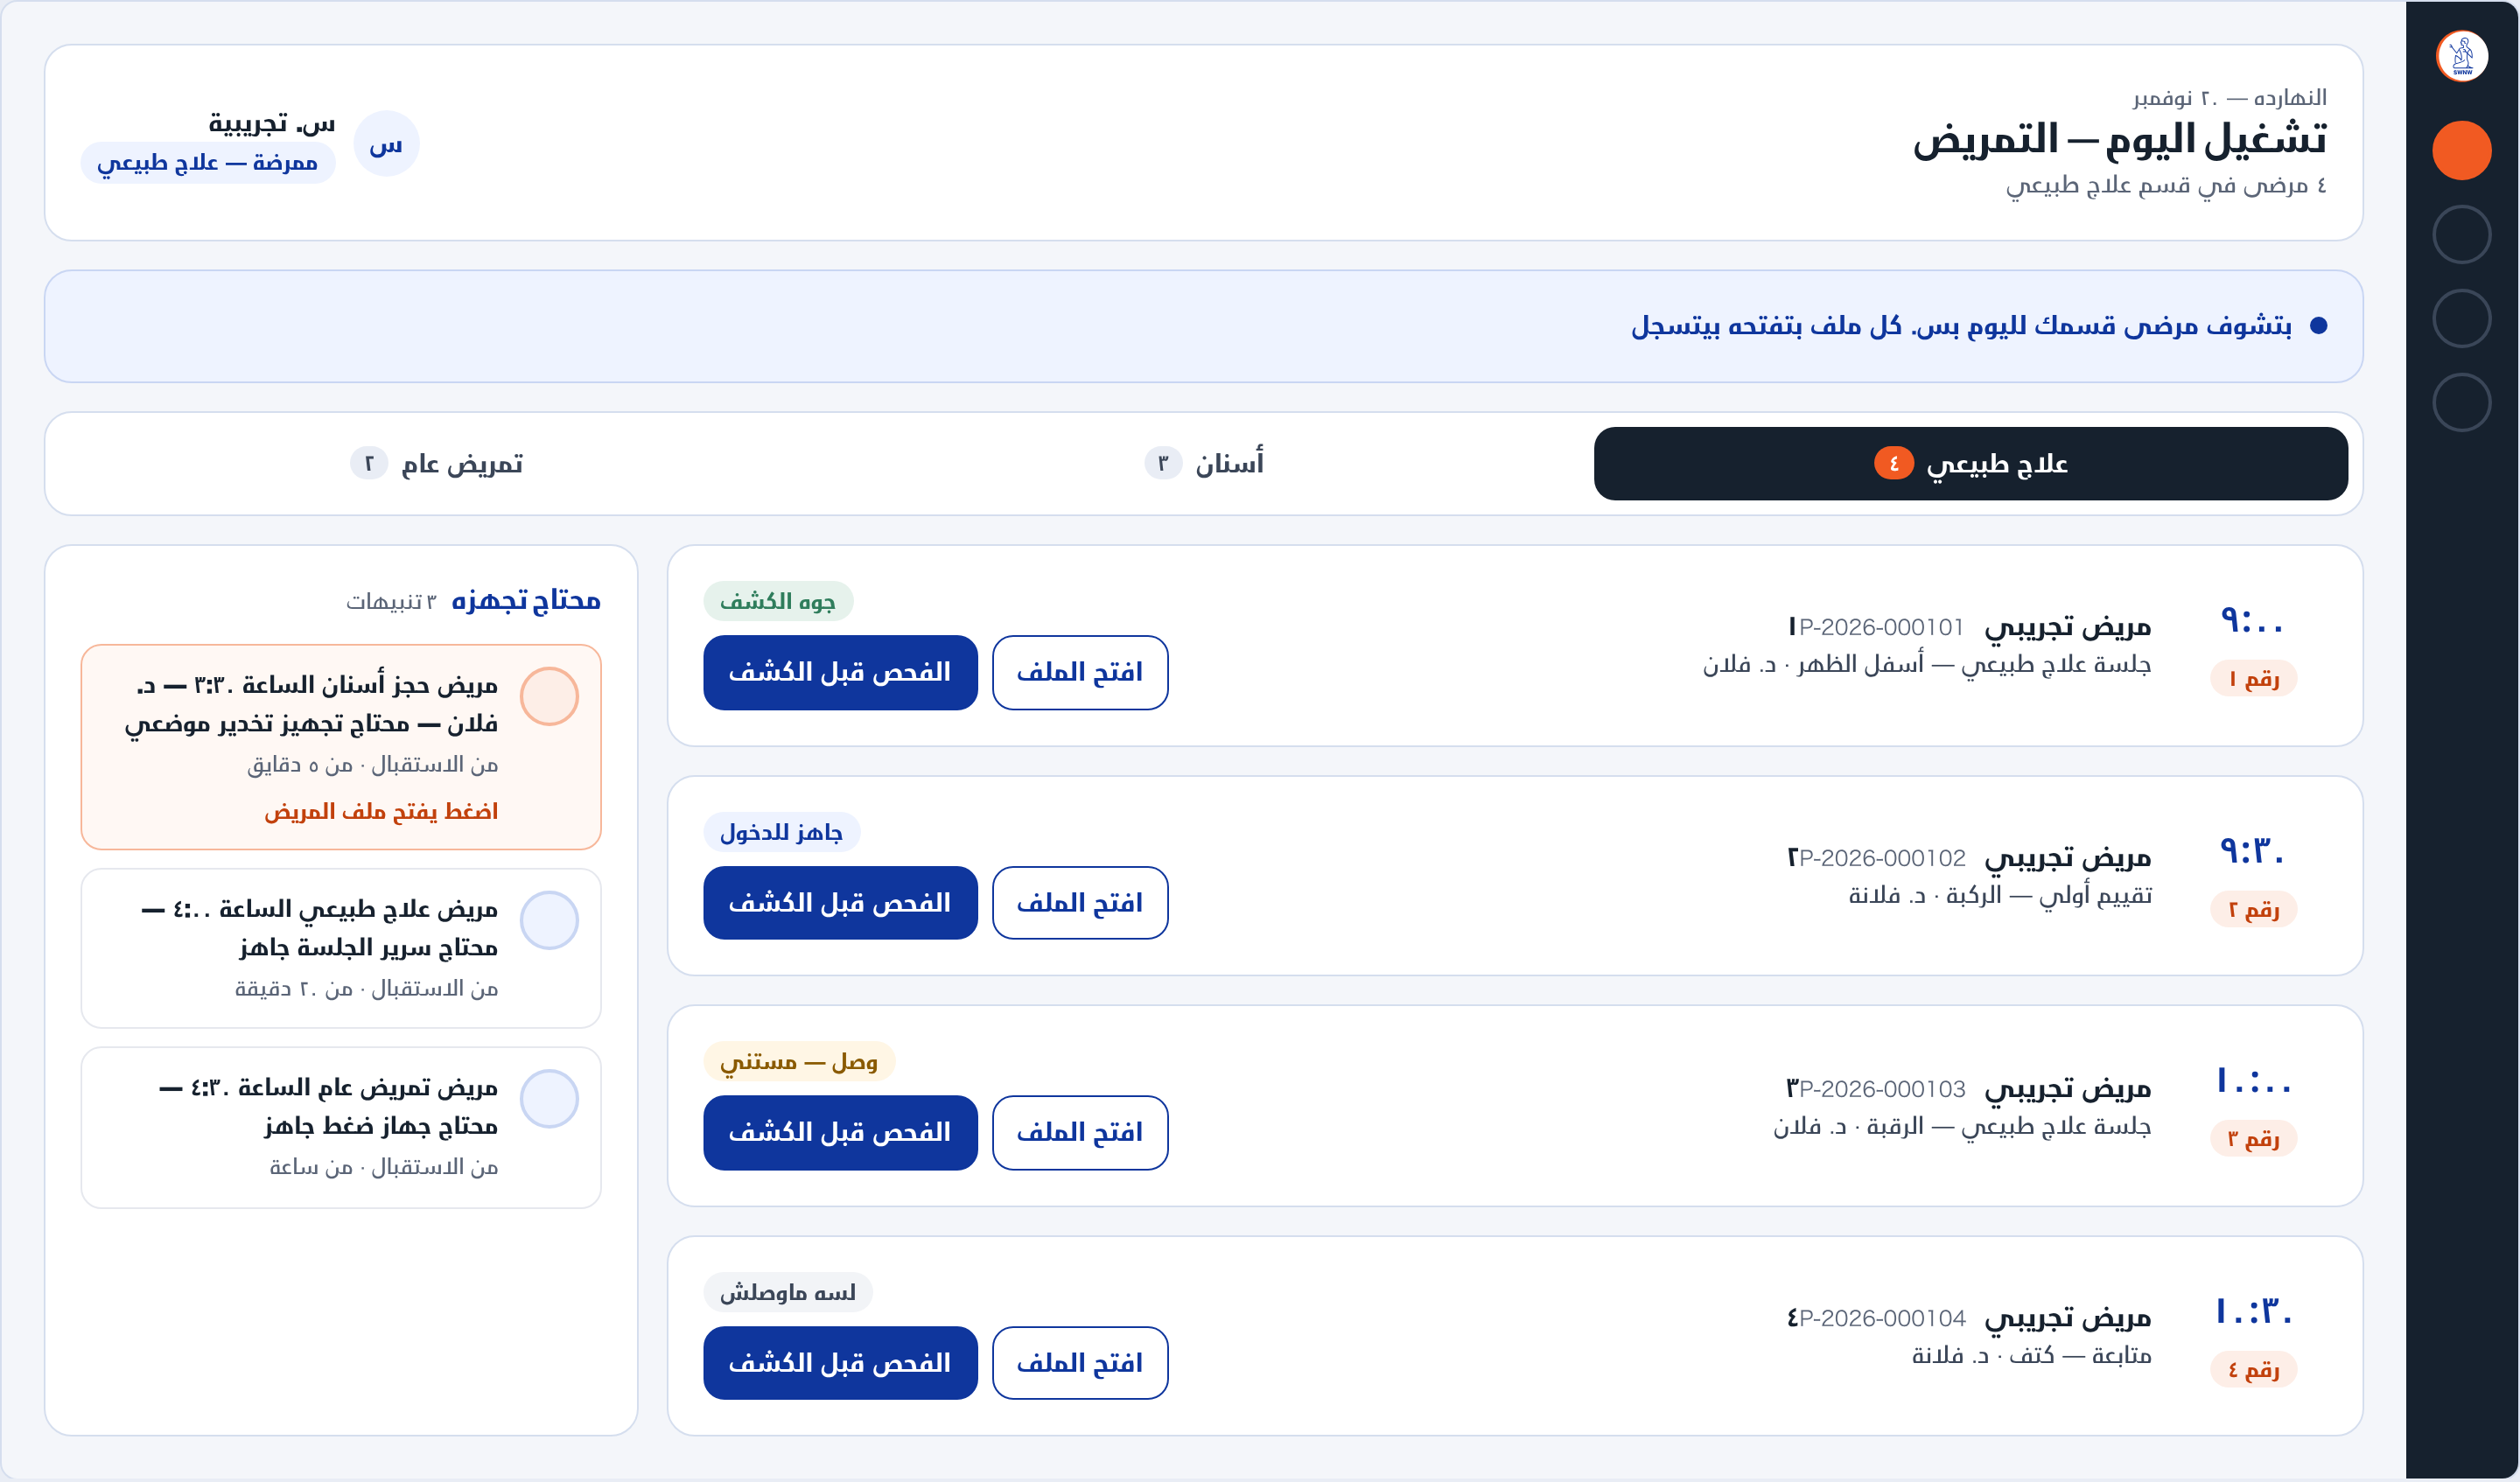 SWNW
النهارده — ٢٠ نوفمبر
تشغيل اليوم — التمريض
٤ مرضى في قسم علاج طبيعي
س
س. تجريبية
ممرضة — علاج طبيعي
بتشوف مرضى قسمك لليوم بس. كل ملف بتفتحه بيتسجل
علاج طبيعي ٤
أسنان ٣
تمريض عام ٢
٩:٠٠
رقم ١
مريض تجريبي P-2026-000101١
جلسة علاج طبيعي — أسفل الظهر · د. فلان
جوه الكشف
افتح الملف
الفحص قبل الكشف
٩:٣٠
رقم ٢
مريض تجريبي P-2026-000102٢
تقييم أولي — الركبة · د. فلانة
جاهز للدخول
افتح الملف
الفحص قبل الكشف
١٠:٠٠
رقم ٣
مريض تجريبي P-2026-000103٣
جلسة علاج طبيعي — الرقبة · د. فلان
وصل — مستني
افتح الملف
الفحص قبل الكشف
١٠:٣٠
رقم ٤
مريض تجريبي P-2026-000104٤
متابعة — كتف · د. فلانة
لسه ماوصلش
افتح الملف
الفحص قبل الكشف
محتاج تجهزه ٣ تنبيهات
مريض حجز أسنان الساعة ٣:٣٠ — د.
فلان — محتاج تجهيز تخدير موضعي
من الاستقبال · من ٥ دقايق
اضغط يفتح ملف المريض
مريض علاج طبيعي الساعة ٤:٠٠ —
محتاج سرير الجلسة جاهز
من الاستقبال · من ٢٠ دقيقة
مريض تمريض عام الساعة ٤:٣٠ —
محتاج جهاز ضغط جاهز
من الاستقبال · من ساعة